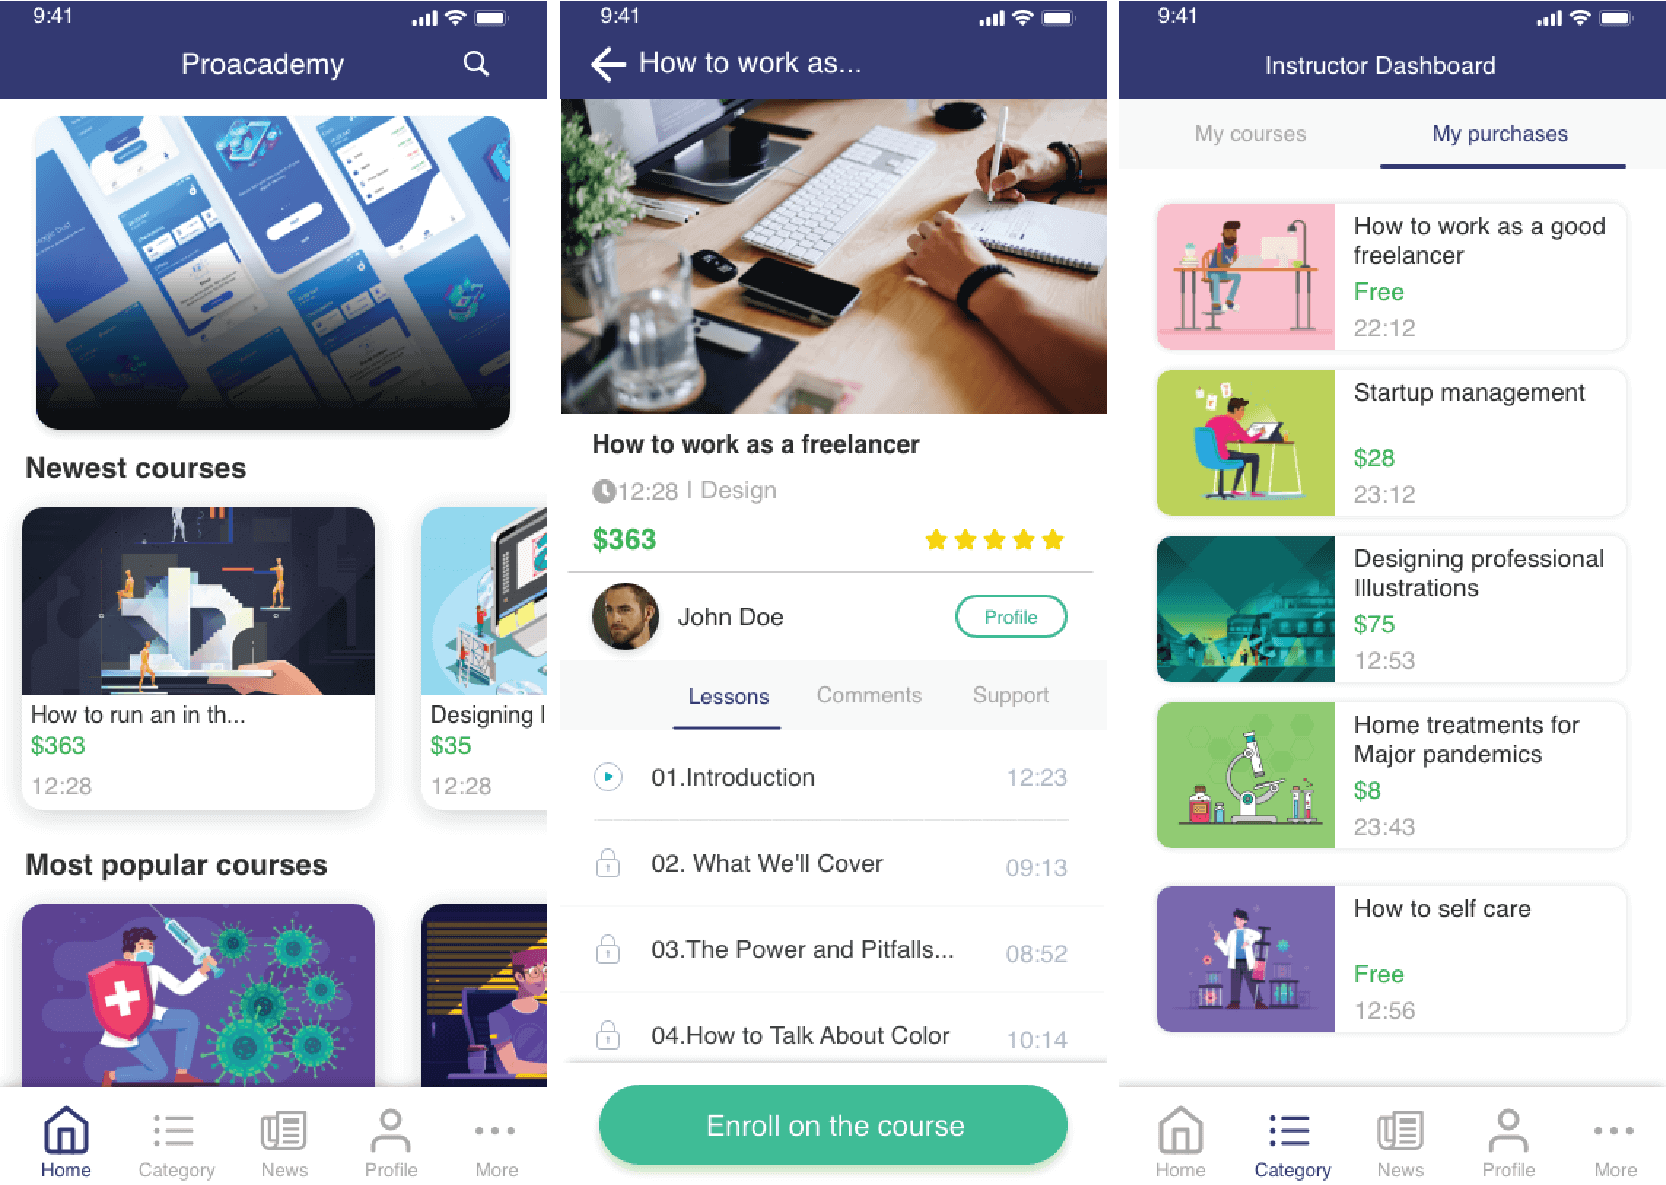 9:41
Proacademy
Newest courses
How to run an in th...
$363
12:28
Designing I
$35
12:28
Most popular courses
Home
Category
News
Profile
More
9:41
How to work as...
How to work as a freelancer
12:28 | Design
$363
John Doe
Profile
Lessons
Comments
Support
01.Introduction
12:23
02. What We'll Cover
09:13
03.The Power and Pitfalls...
08:52
04.How to Talk About Color
10:14
Enroll on the course
9:41
Instructor Dashboard
My courses
My purchases
How to work as a good
freelancer
Free
22:12
Startup management
$28
23:12
Designing professional
Illustrations
$75
12:53
Home treatments for
Major pandemics
$8
23:43
How to self care
Free
12:56
Home
Category
News
Profile
More